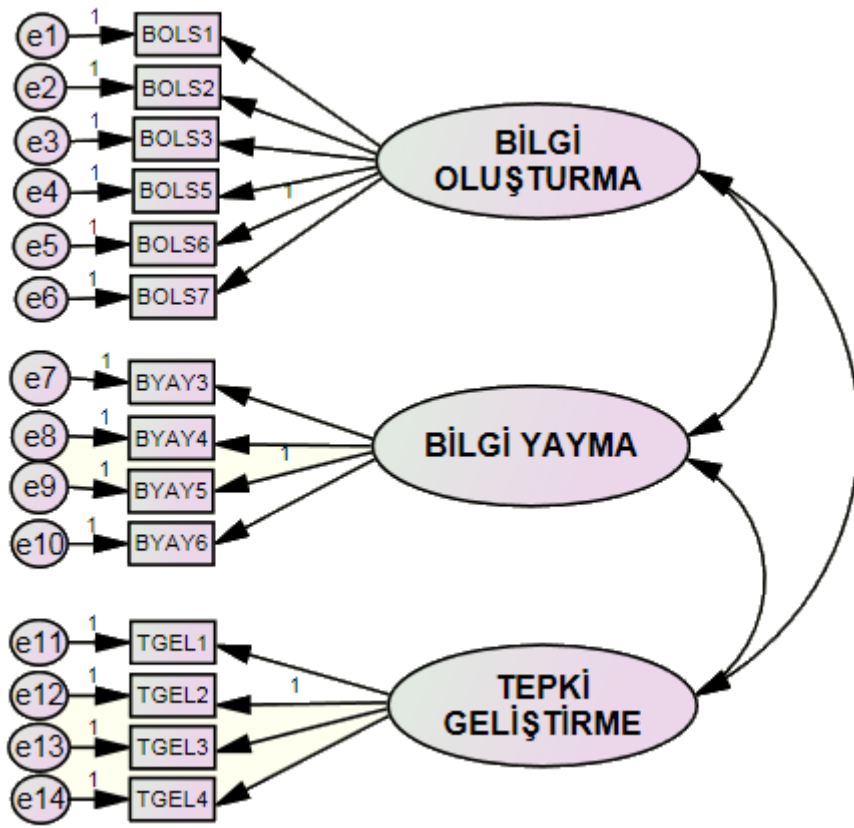 e1 1 BOLS1
e2 1 BOLS2
e3 1 BOLS3
e4 1 BOLS5
e5 1 BOLS6
e6 1 BOLS7
1
BİLGİ
OLUŞTURMA
e7 1 BYAY3
e8 1 BYAY4
e9 1 BYAY5
e10 1 BYAY6
1
BİLGİ YAYMA
e11 1 TGEL1
e12 1 TGEL2
e13 1 TGEL3
e14 1 TGEL4
1
TEPKİ
GELİŞTİRME